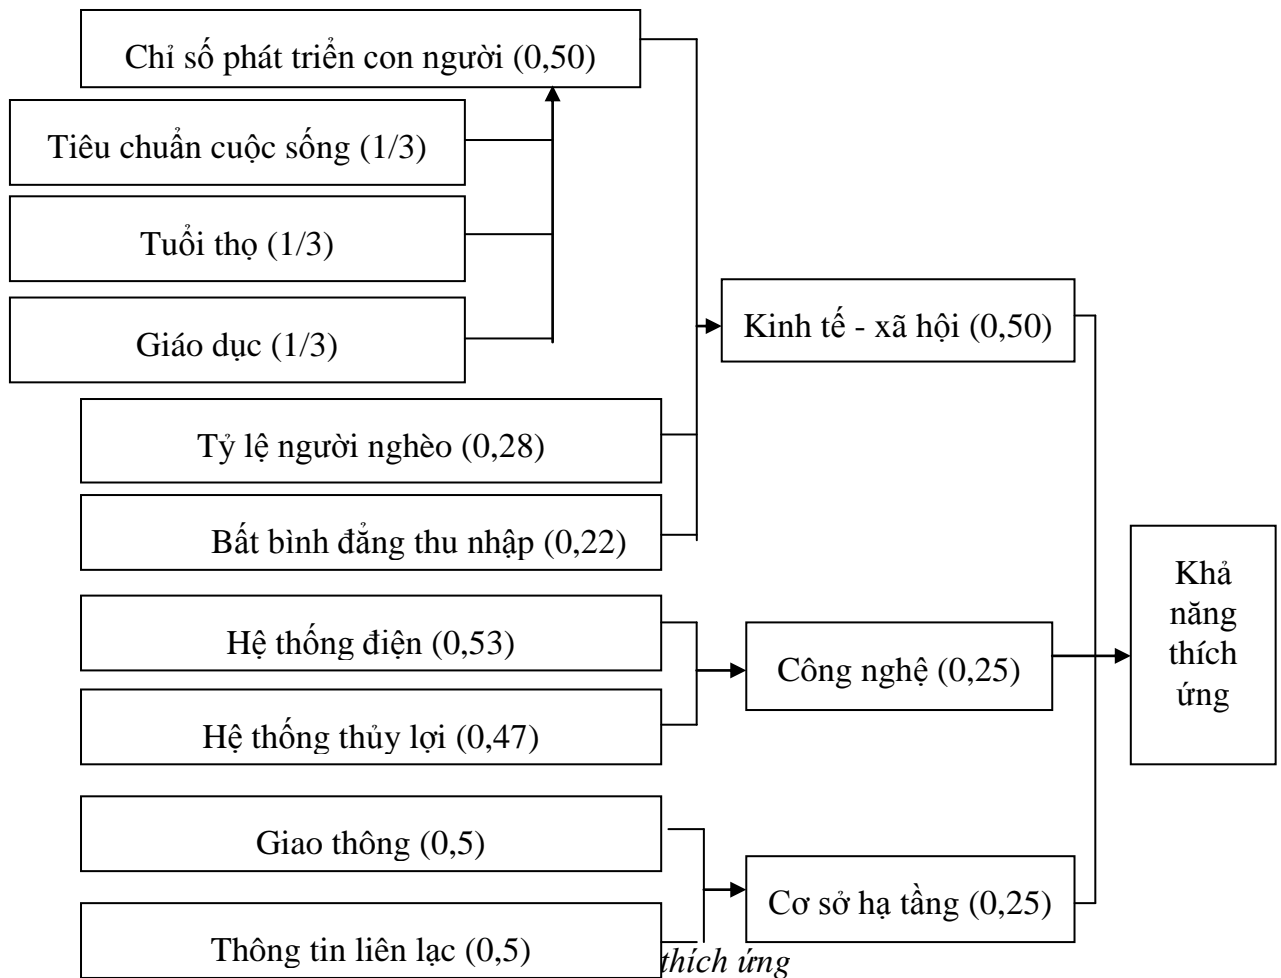 Chỉ số phát triển con người (0,50)
Tiêu chuẩn cuộc sống (1/3)
Tuổi thọ (1/3)
Giáo dục (1/3)
Tỷ lệ người nghèo (0,28)
Bất bình đẳng thu nhập (0,22)
Hệ thống điện (0,53)
Hệ thống thủy lợi (0,47)
Giao thông (0,5)
Thông tin liên lạc (0,5)
Kinh tế - xã hội (0,50)
Công nghệ (0,25)
Cơ sở hạ tầng (0,25)
Khả
năng
thích
ứng
thích ứng